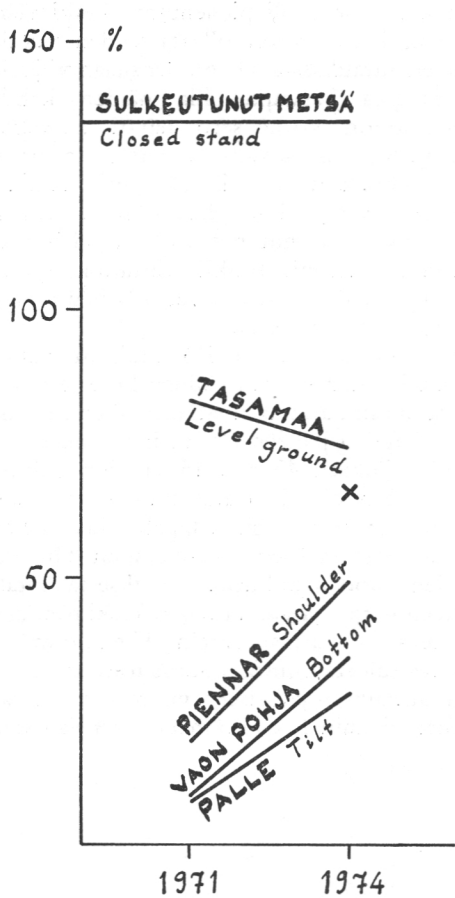 150 %
SULKEUTUNUT METSÄ
Closed stand
100
TASAMAA
Level ground
×
50
PIENNAR Shoulder
VAON POHJA Bottom
PALLE Tilt
1971 1974